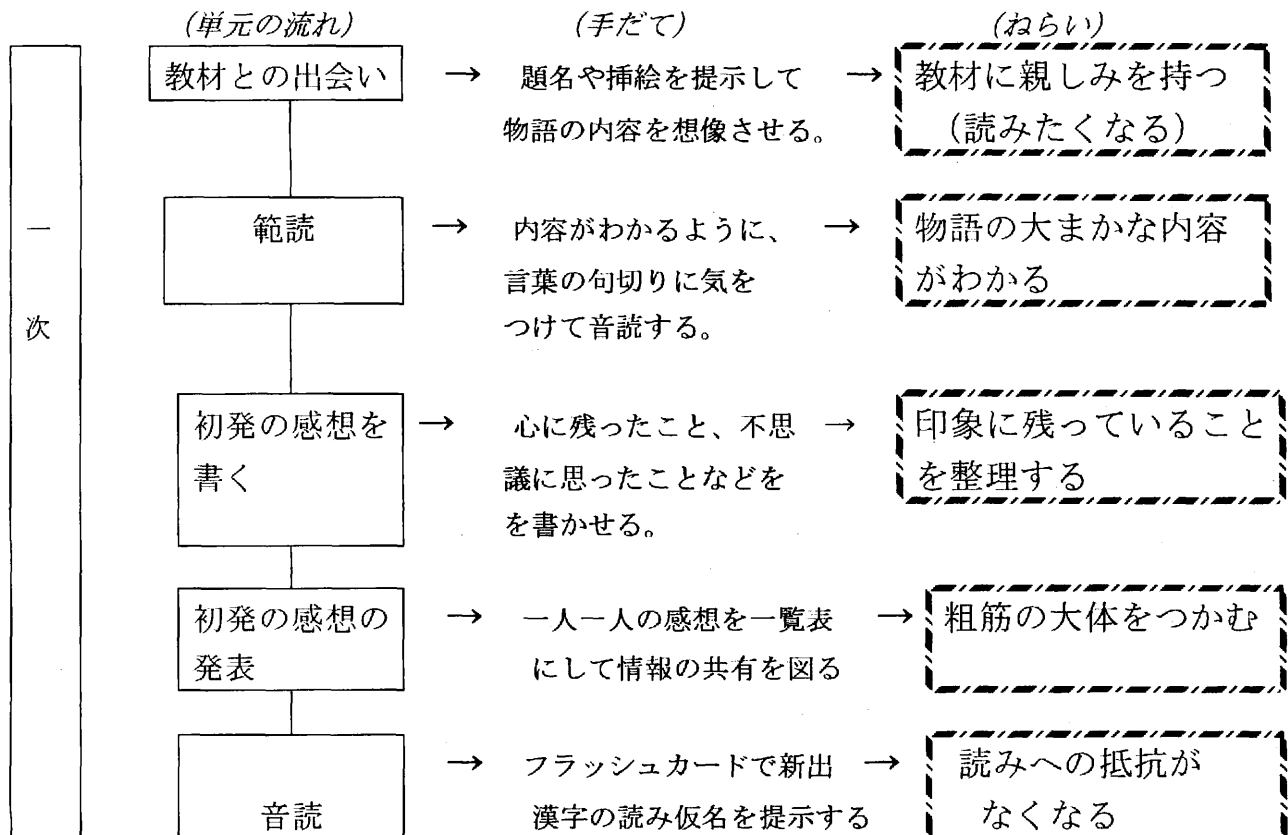 (単元の流れ) (手だて) (ねらい)
一次
教材との出会い → 題名や挿絵を提示して → 教材に親しみを持つ
物語の内容を想像させる。 (読みたくなる)
範読 → 内容がわかるように、 → 物語の大まかな内容
言葉の句切りに気を がわかる
つけて音読する。
初発の感想を → 心に残ったこと、不思 → 印象に残っていること
書く 議に思ったことなどを を整理する
を書かせる。
初発の感想の → 一人一人の感想を一覧表 → 粗筋の大体をつかむ
発表 にして情報の共有を図る
→ フラッシュカードで新出 → 読みへの抵抗が
音読 漢字の読み仮名を提示する なくなる